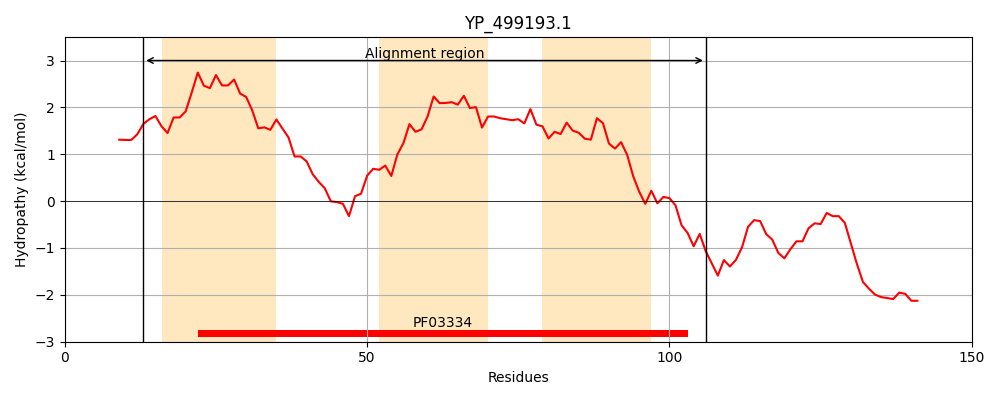 YP_499193.1
Alignment region
3
2
1
0
−1
−2
−3
Hydropathy (kcal/mol)
PF03334
0
50
100
150
Residues